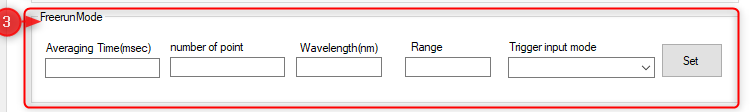 3
FreerunMode
Averaging Time(msec) number of point Wavelength(nm) Range Trigger input mode
Set